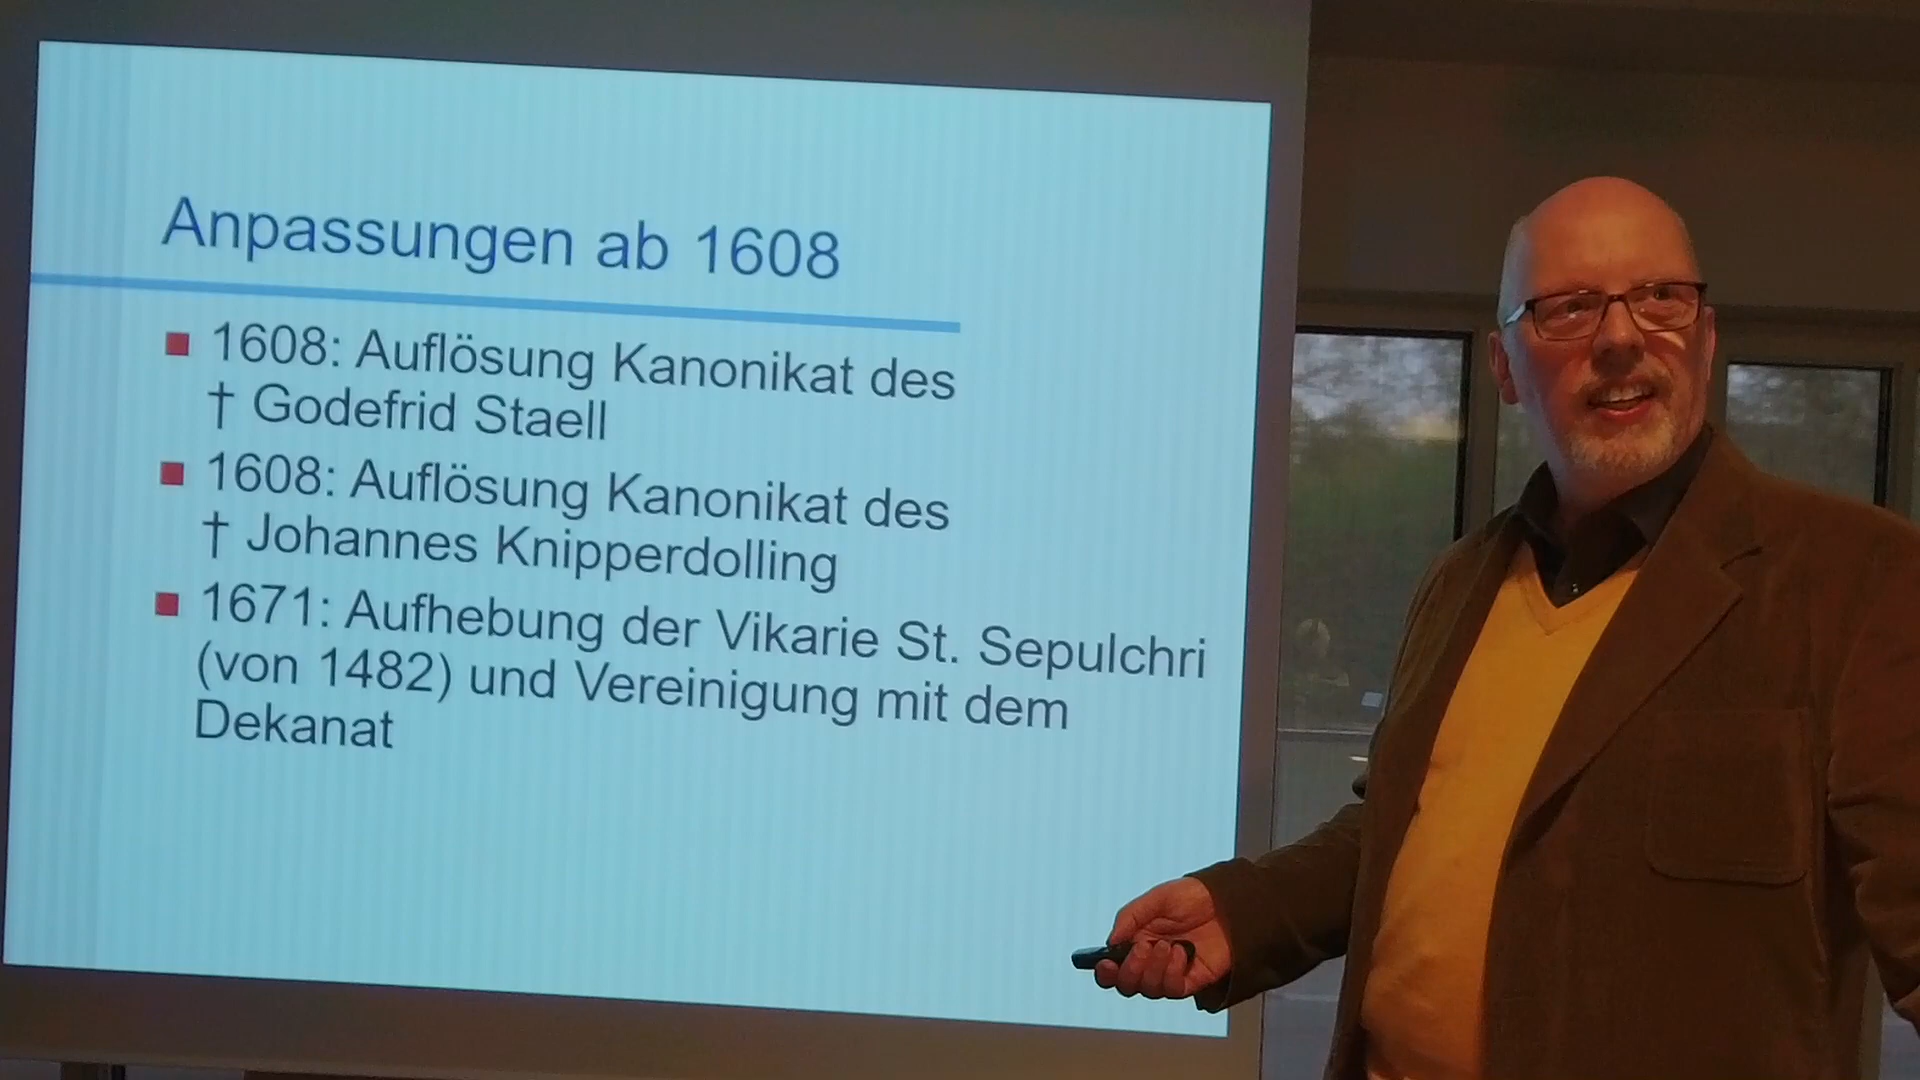 Anpassungen ab 1608
1608: Auflösung Kanonikat des
† Godefrid Staell
1608: Auflösung Kanonikat des
† Johannes Knipperdolling
1671: Aufhebung der Vikarie St. Sepulchri
(von 1482) und Vereinigung mit dem
Dekanat